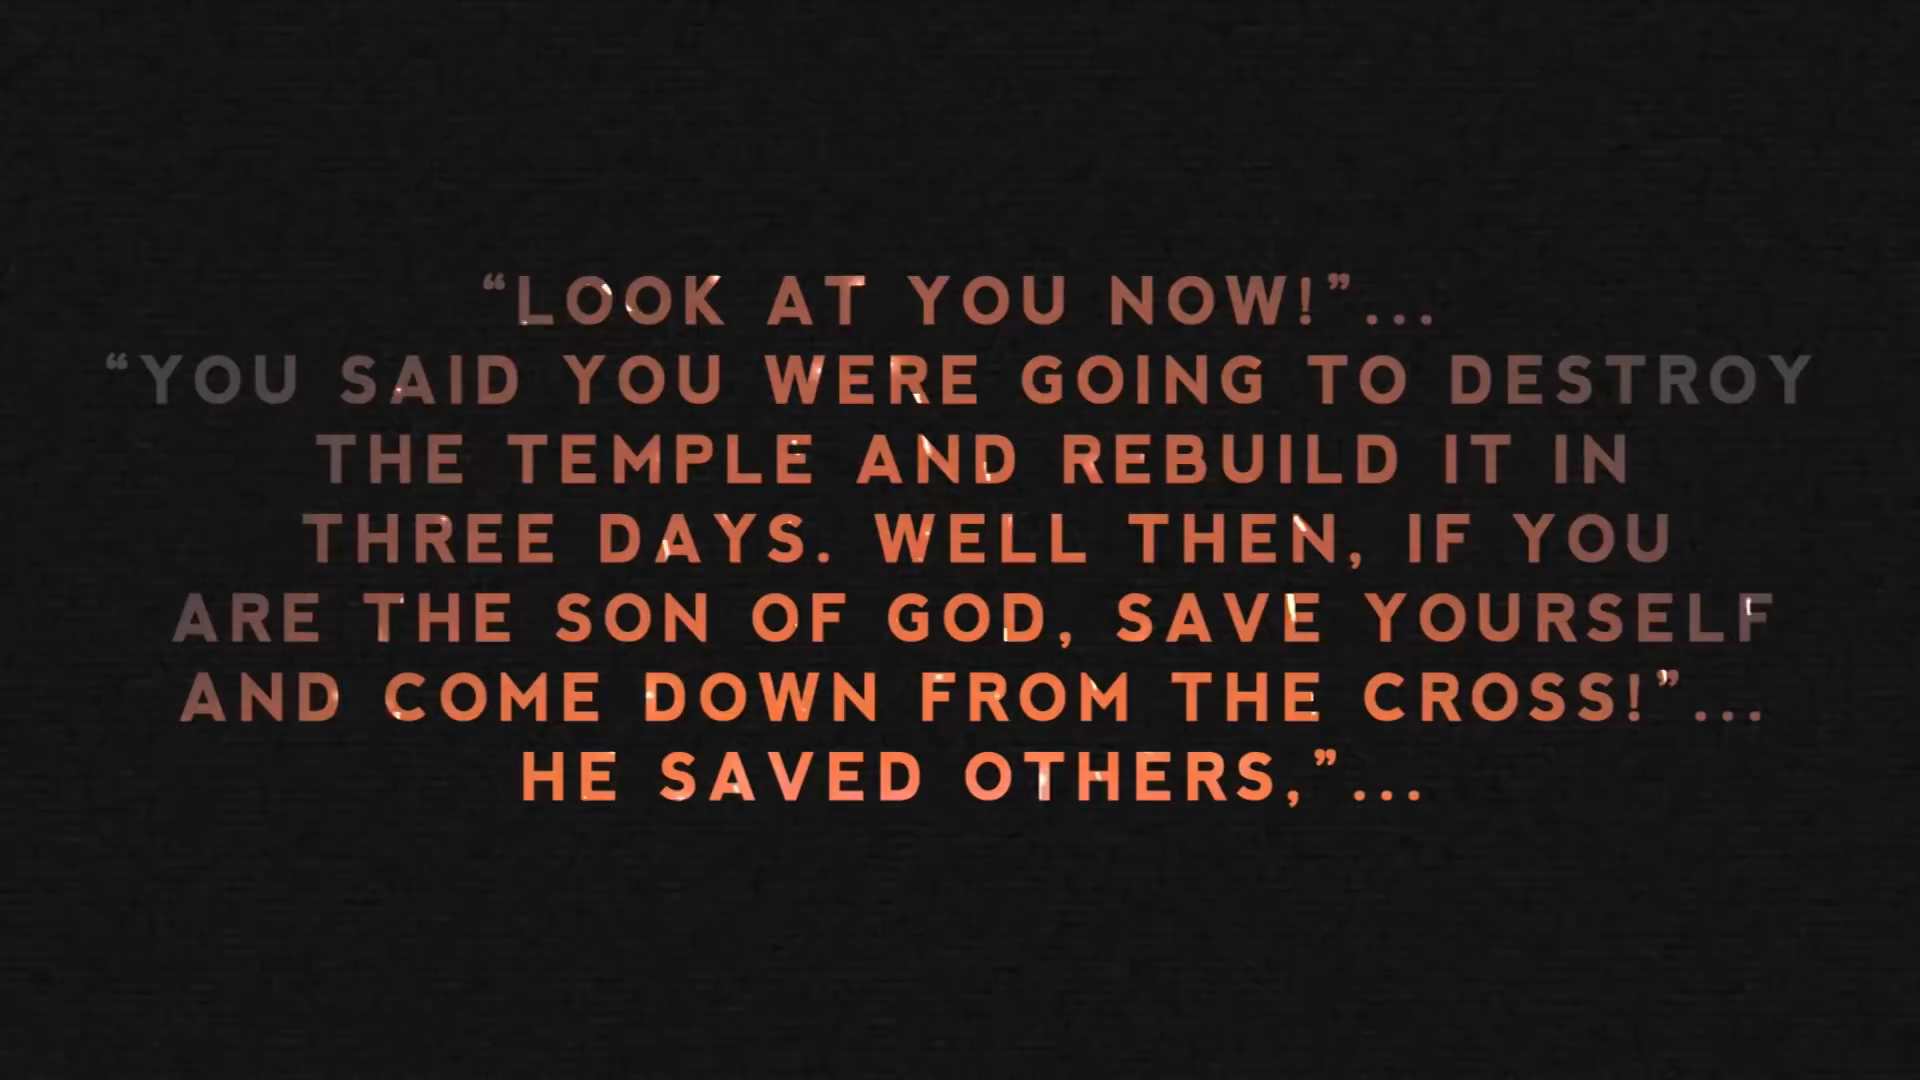 “LOOK AT YOU NOW!”...
“YOU SAID YOU WERE GOING TO DESTROY
THE TEMPLE AND REBUILD IT IN
THREE DAYS. WELL THEN, IF YOU
ARE THE SON OF GOD, SAVE YOURSELF
AND COME DOWN FROM THE CROSS!”...
HE SAVED OTHERS,”...